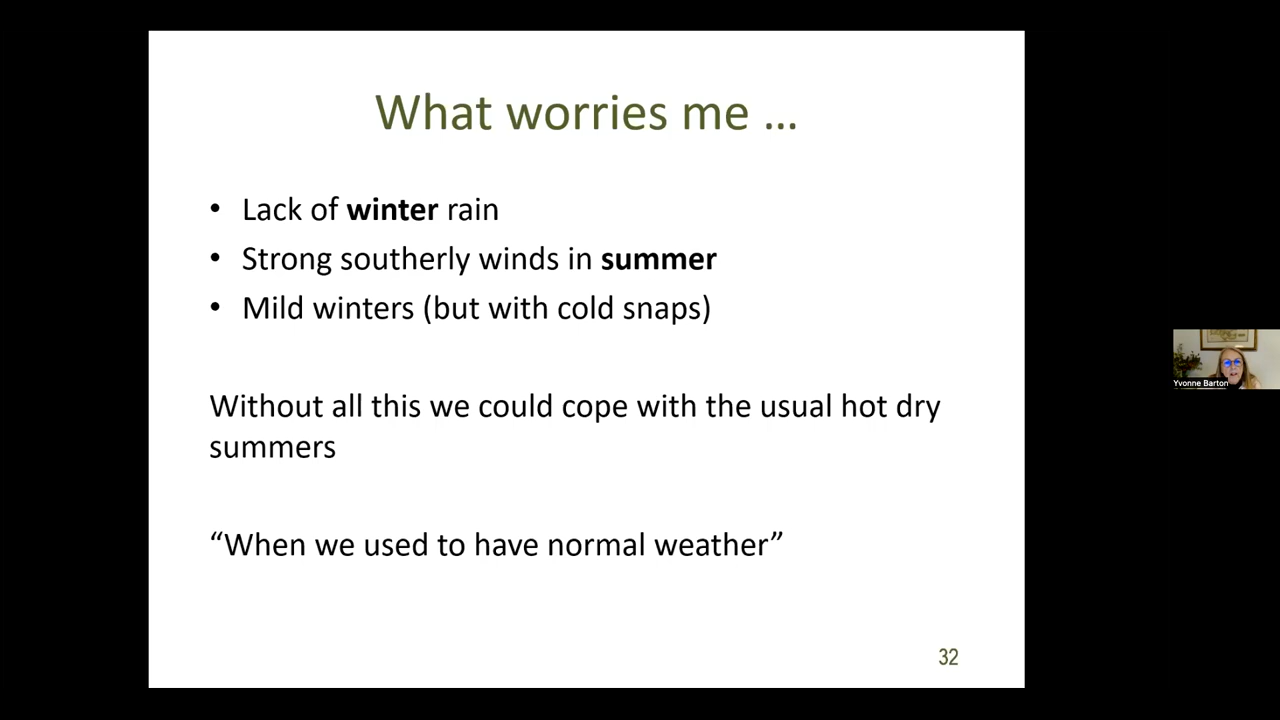 What worries me …
• Lack of winter rain
• Strong southerly winds in summer
• Mild winters (but with cold snaps)
Without all this we could cope with the usual hot dry
summers
“When we used to have normal weather”
32
Yvonne Barton